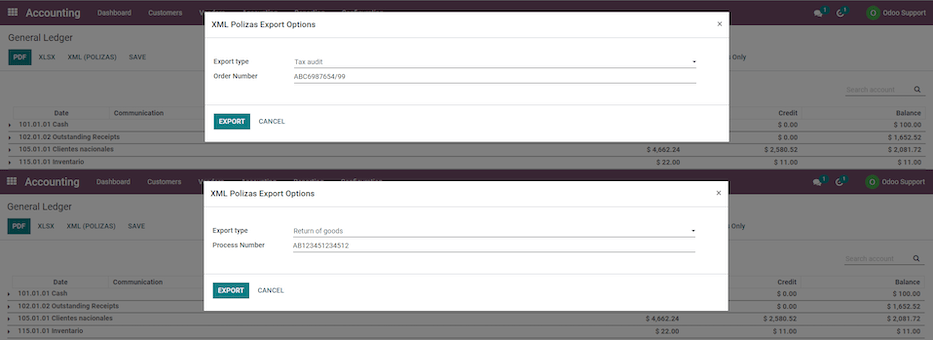 Accounting Dashboard Customers 1 1 O Odoo Support
XML Polizas Export Options ×
General Ledger
PDF XLSX XML (POLIZAS) SAVE Only
Export type Tax audit
Order Number ABC6987654/99
Search account...
EXPORT CANCEL
Date Communication Credit Balance
101.01.01 Cash $ 0.00 $ 100.00
102.01.02 Outstanding Receipts $ 0.00 $ 1,652.52
105.01.01 Clientes nacionales $ 4,662.24 $ 2,580.52 $ 2,081.72
115.01.01 Inventario $ 22.00 $ 11.00 $ 11.00
Accounting Dashboard Customers 1 1 O Odoo Support
XML Polizas Export Options ×
General Ledger
PDF XLSX XML (POLIZAS) SAVE Only
Export type Return of goods
Process Number AB123451234512
Search account...
EXPORT CANCEL
Date Communication Credit Balance
101.01.01 Cash $ 0.00 $ 100.00
102.01.02 Outstanding Receipts $ 0.00 $ 1,652.52
105.01.01 Clientes nacionales $ 4,662.24 $ 2,580.52 $ 2,081.72
115.01.01 Inventario $ 22.00 $ 11.00 $ 11.00